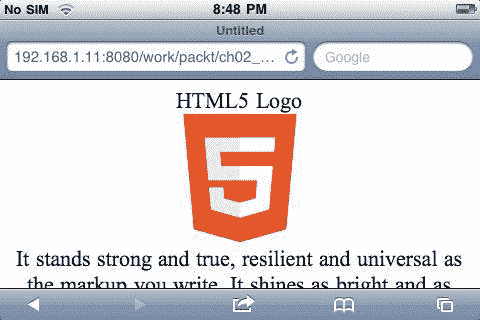 No SIM 8:48 PM
Untitled
192.168.1.11:8080/work/packt/ch02_... Google
HTML5 Logo
5
It stands strong and true, resilient and universal as
the markup you write. It shines as bright and as